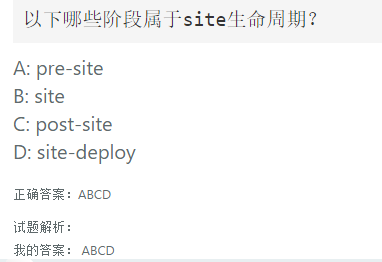 以下哪些阶段属于site生命周期？
A: pre-site
B: site
C: post-site
D: site-deploy
正确答案：ABCD
试题解析：
我的答案： ABCD